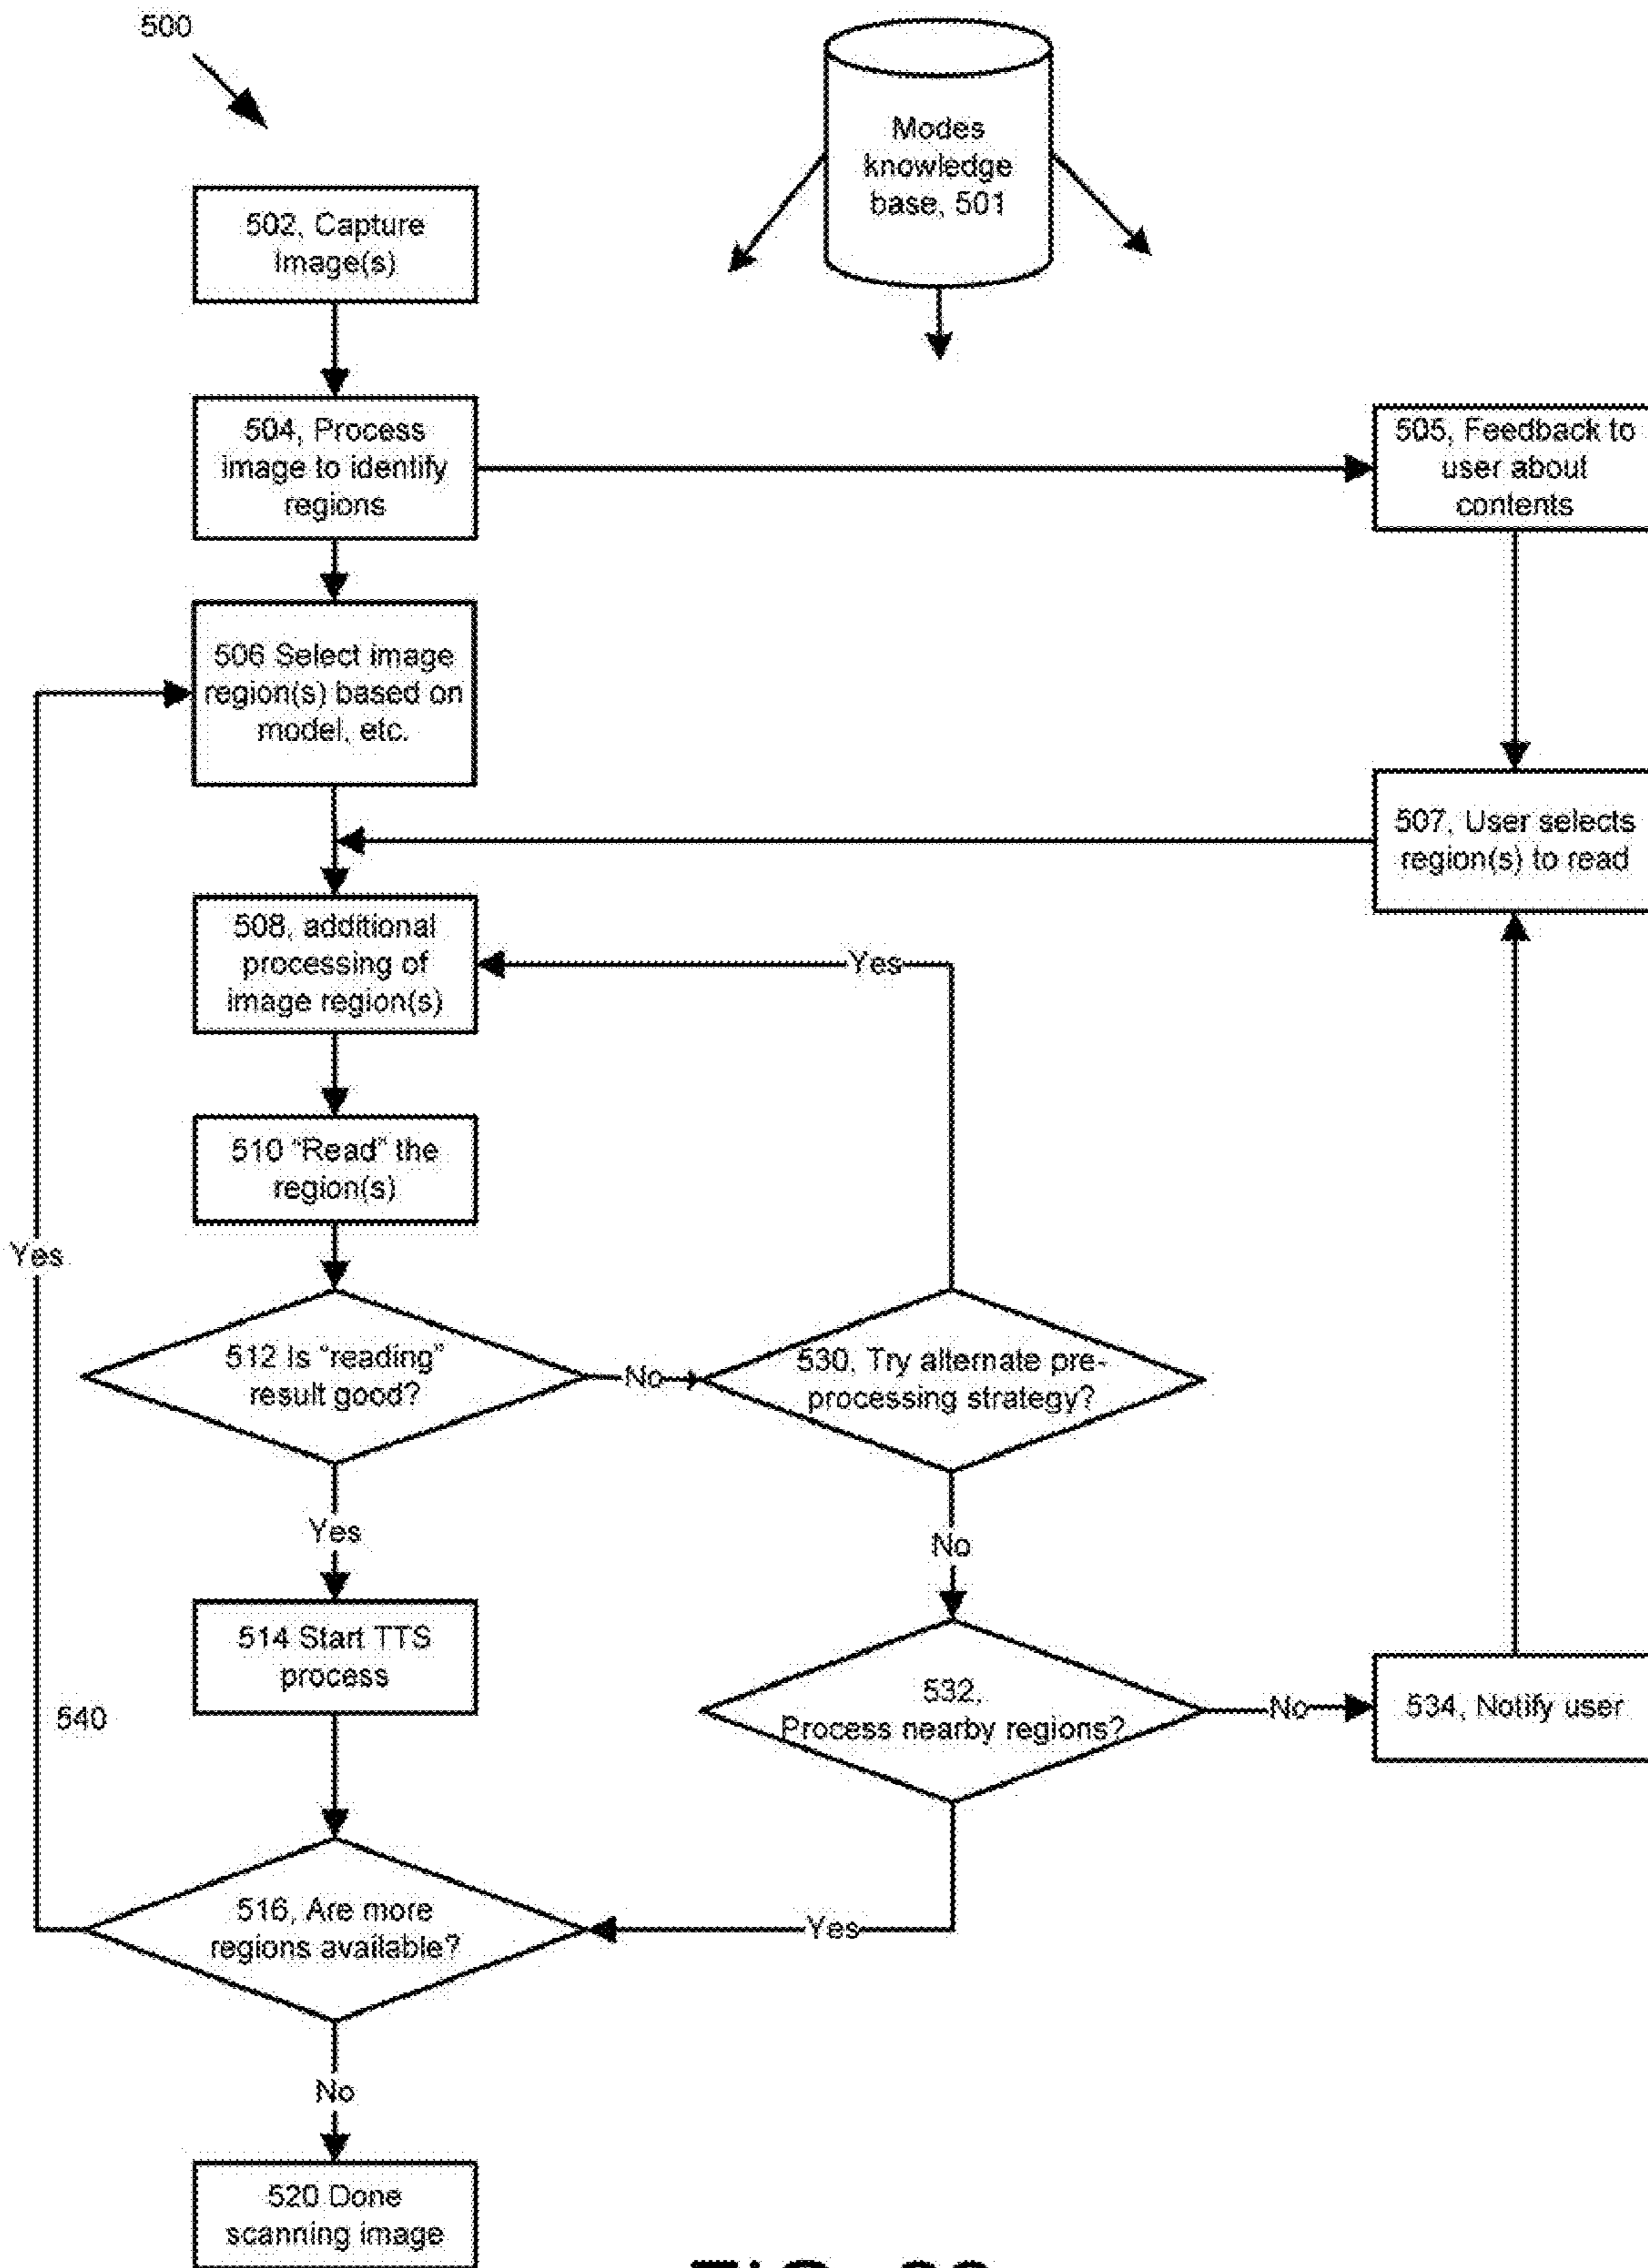 500
Modes
knowledge
base, 501
502, Capture
Image(s)
504, Process
image to identify
regions
505, Feedback to
user about
contents
506 Select image
region(s) based on
model, etc.
507, User selects
region(s) to read
508, additional
processing of
image region(s)
Yes
510 "Read" the
region(s)
Yes
512 Is "reading"
result good?
No
530, Try alternate pre-
processing strategy?
Yes
No
514 Start TTS
process
532,
Process nearby regions?
No
534, Notify user
540
516, Are more
regions available?
Yes
No
520 Done
scanning image